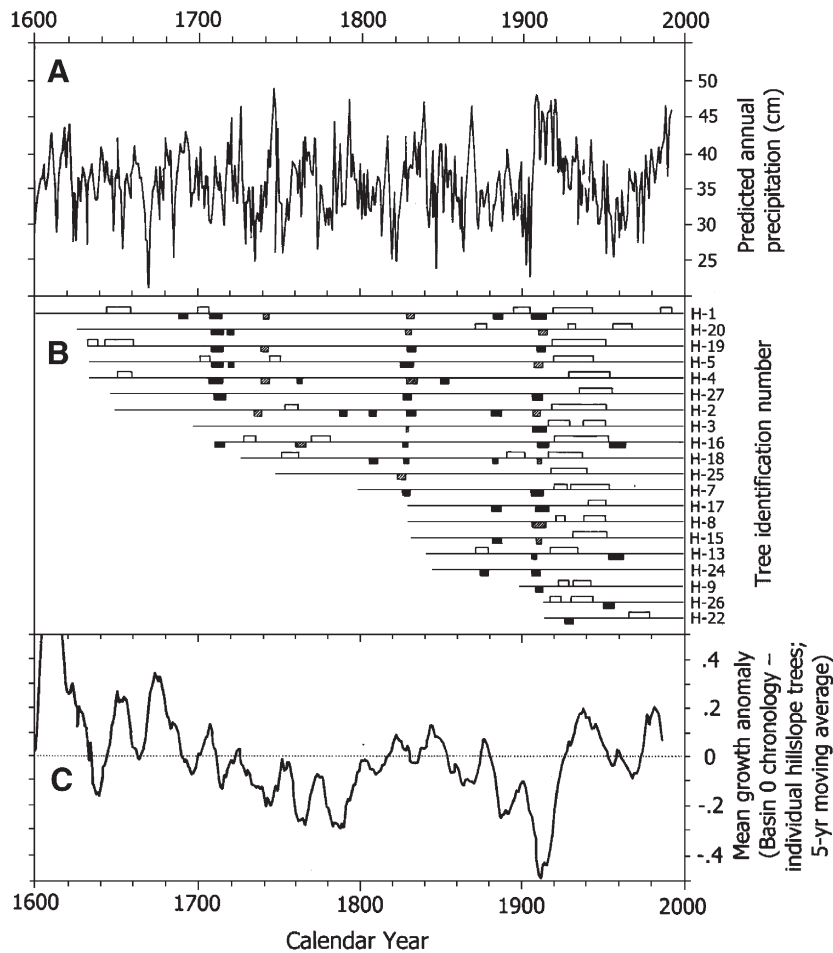 1600 1700 1800 1900 2000
A
50
45
40
35
30
25
Predicted annual
precipitation (cm)
B
H-1
H-20
H-19
H-5
H-4
H-27
H-2
H-3
H-16
H-18
H-25
H-7
H-17
H-8
H-15
H-13
H-24
H-9
H-26
H-22
Tree identification number
C
.4
.2
0
-.2
-.4
Mean growth anomaly
(Basin 0 chronology –
individual hillslope trees;
5-yr moving average)
1600 1700 1800 1900 2000
Calendar Year